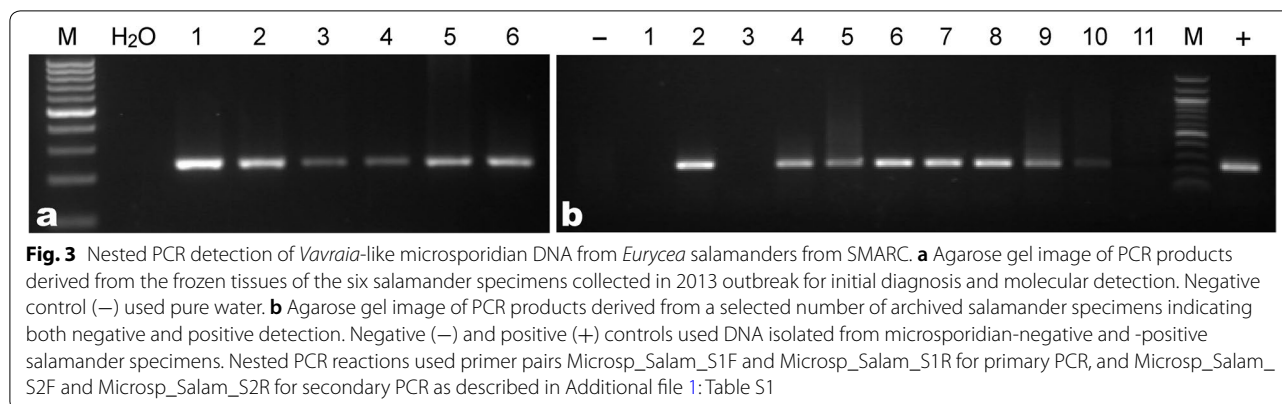 M H₂O 1 2 3 4 5 6 – 1 2 3 4 5 6 7 8 9 10 11 M +
a b
Fig. 3 Nested PCR detection of Vavraia-like microsporidian DNA from Eurycea salamanders from SMARC. a Agarose gel image of PCR products
derived from the frozen tissues of the six salamander specimens collected in 2013 outbreak for initial diagnosis and molecular detection. Negative
control (−) used pure water. b Agarose gel image of PCR products derived from a selected number of archived salamander specimens indicating
both negative and positive detection. Negative (−) and positive (+) controls used DNA isolated from microsporidian-negative and -positive
salamander specimens. Nested PCR reactions used primer pairs Microsp_Salam_S1F and Microsp_Salam_S1R for primary PCR, and Microsp_Salam_
S2F and Microsp_Salam_S2R for secondary PCR as described in Additional file 1: Table S1